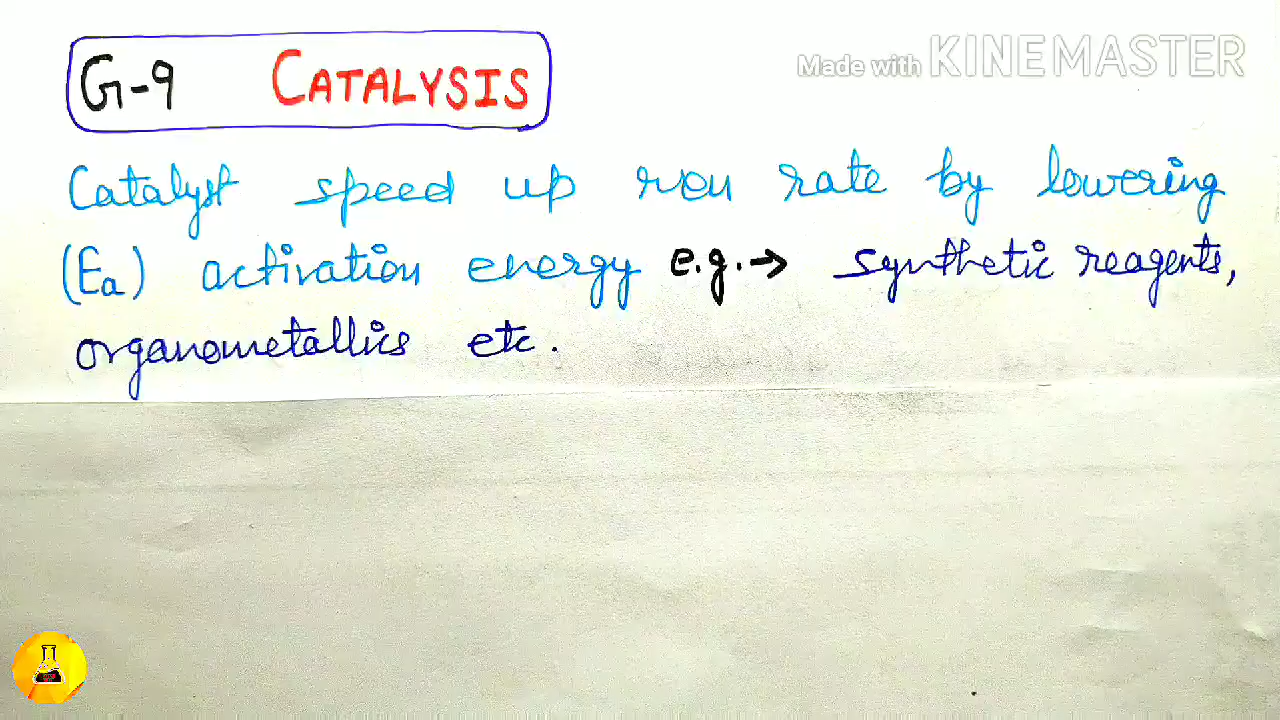 G-9 CATALYSIS
Made with KINEMASTER
Catalyst speed up rxn rate by lowering
(Ea) activation energy e.g. → synthetic reagents,
organometallics etc.